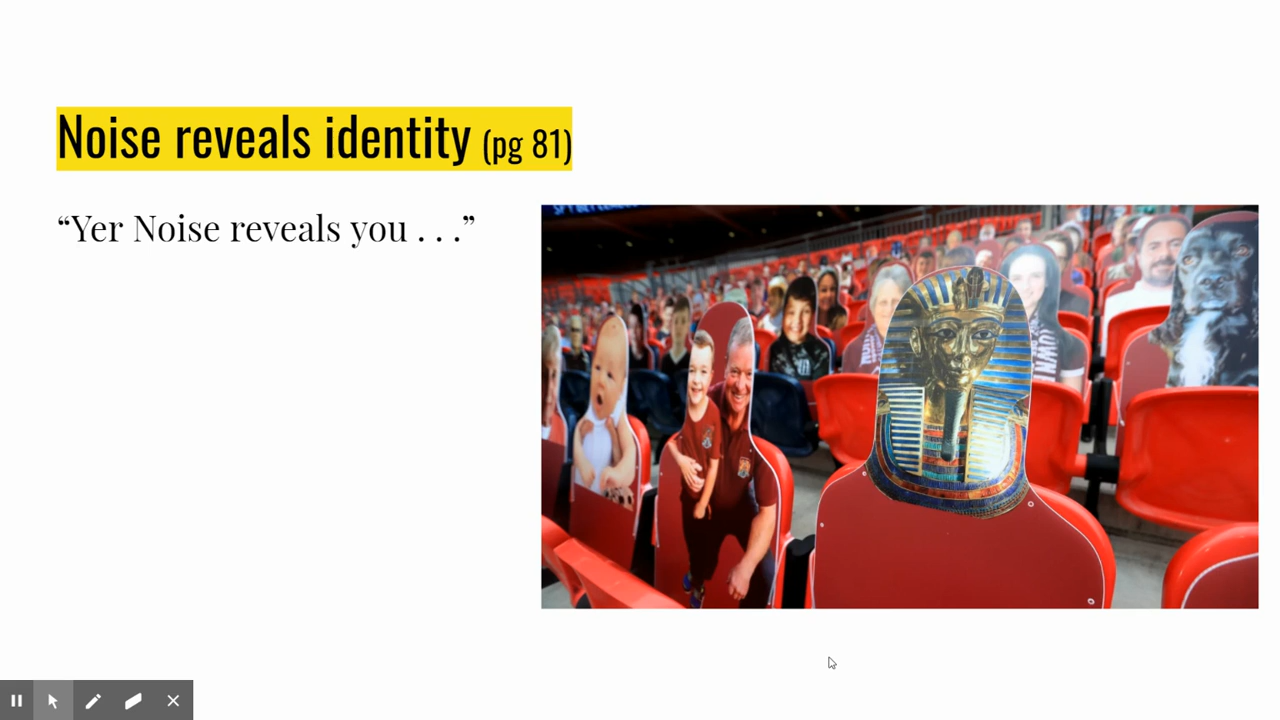 Noise reveals identity (pg 81)
“Yer Noise reveals you . . .”